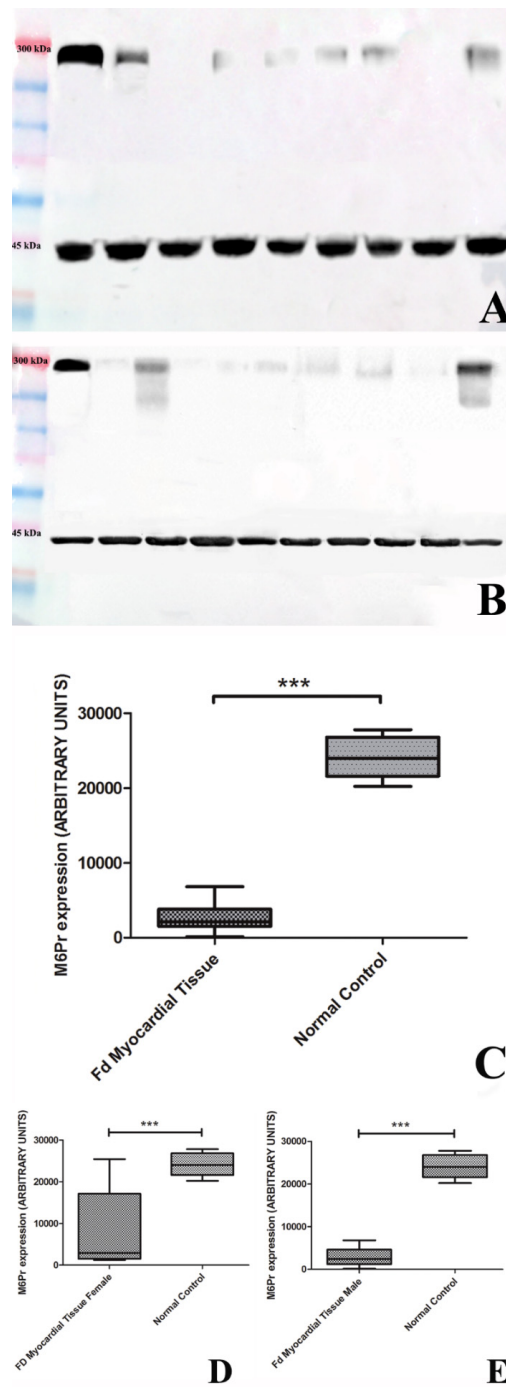 300 kDa
45 kDa
A
300 kDa
45 kDa
B
***
M6Pr expression (ARBITRARY UNITS)
30000
20000
10000
0
Fd Myocardial Tissue
Normal Control
C
***
M6Pr expression (ARBITRARY UNITS)
30000
20000
10000
0
FD Myocardial Tissue Female
Normal Control
D
***
M6Pr expression (ARBITRARY UNITS)
30000
20000
10000
0
Fd Myocardial Tissue Male
Normal Control
E